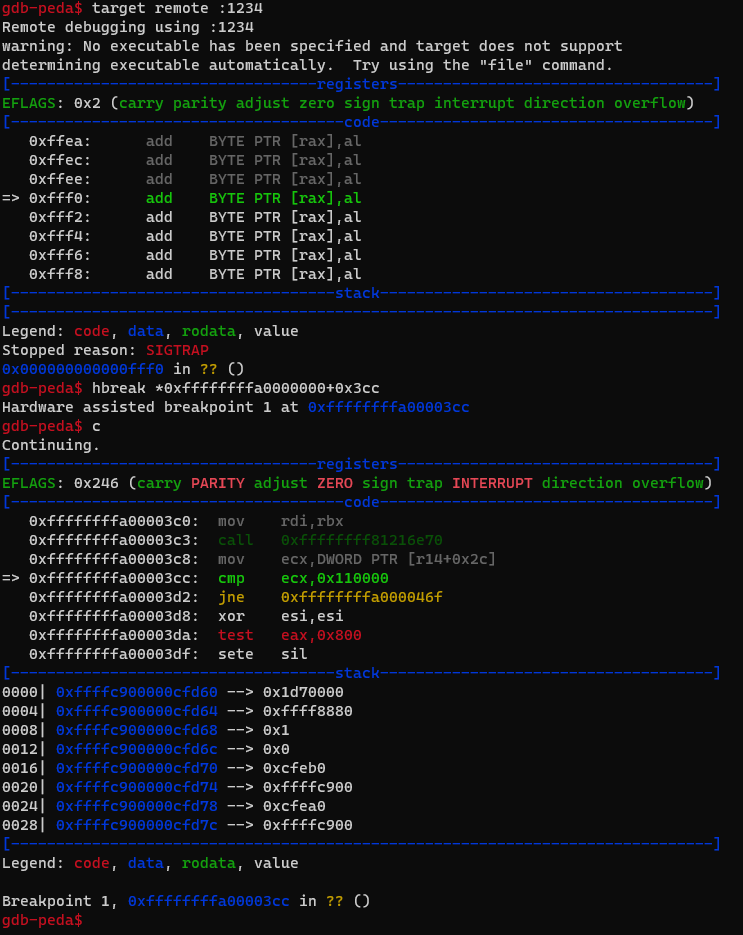 gdb-peda$ target remote :1234
Remote debugging using :1234
warning: No executable has been specified and target does not support
determining executable automatically.  Try using the "file" command.
[----------------------------------registers-----------------------------------]
EFLAGS: 0x2 (carry parity adjust zero sign trap interrupt direction overflow)
[-------------------------------------code-------------------------------------]
   0xffea:      add    BYTE PTR [rax],al
   0xffec:      add    BYTE PTR [rax],al
   0xffee:      add    BYTE PTR [rax],al
=> 0xfff0:      add    BYTE PTR [rax],al
   0xfff2:      add    BYTE PTR [rax],al
   0xfff4:      add    BYTE PTR [rax],al
   0xfff6:      add    BYTE PTR [rax],al
   0xfff8:      add    BYTE PTR [rax],al
[------------------------------------stack-------------------------------------]
[------------------------------------------------------------------------------]
Legend: code, data, rodata, value
Stopped reason: SIGTRAP
0x000000000000fff0 in ?? ()
gdb-peda$ hbreak *0xffffffffa0000000+0x3cc
Hardware assisted breakpoint 1 at 0xffffffffa00003cc
gdb-peda$ c
Continuing.
[----------------------------------registers-----------------------------------]
EFLAGS: 0x246 (carry PARITY adjust ZERO sign trap INTERRUPT direction overflow)
[-------------------------------------code-------------------------------------]
   0xffffffffa00003c0:  mov    rdi,rbx
   0xffffffffa00003c3:  call   0xffffffff81216e70
   0xffffffffa00003c8:  mov    ecx,DWORD PTR [r14+0x2c]
=> 0xffffffffa00003cc:  cmp    ecx,0x110000
   0xffffffffa00003d2:  jne    0xffffffffa000046f
   0xffffffffa00003d8:  xor    esi,esi
   0xffffffffa00003da:  test   eax,0x800
   0xffffffffa00003df:  sete   sil
[------------------------------------stack-------------------------------------]
0000| 0xffffc900000cfd60 --> 0x1d70000
0004| 0xffffc900000cfd64 --> 0xffff8880
0008| 0xffffc900000cfd68 --> 0x1
0012| 0xffffc900000cfd6c --> 0x0
0016| 0xffffc900000cfd70 --> 0xcfeb0
0020| 0xffffc900000cfd74 --> 0xffffc900
0024| 0xffffc900000cfd78 --> 0xcfea0
0028| 0xffffc900000cfd7c --> 0xffffc900
[------------------------------------------------------------------------------]
Legend: code, data, rodata, value

Breakpoint 1, 0xffffffffa00003cc in ?? ()
gdb-peda$